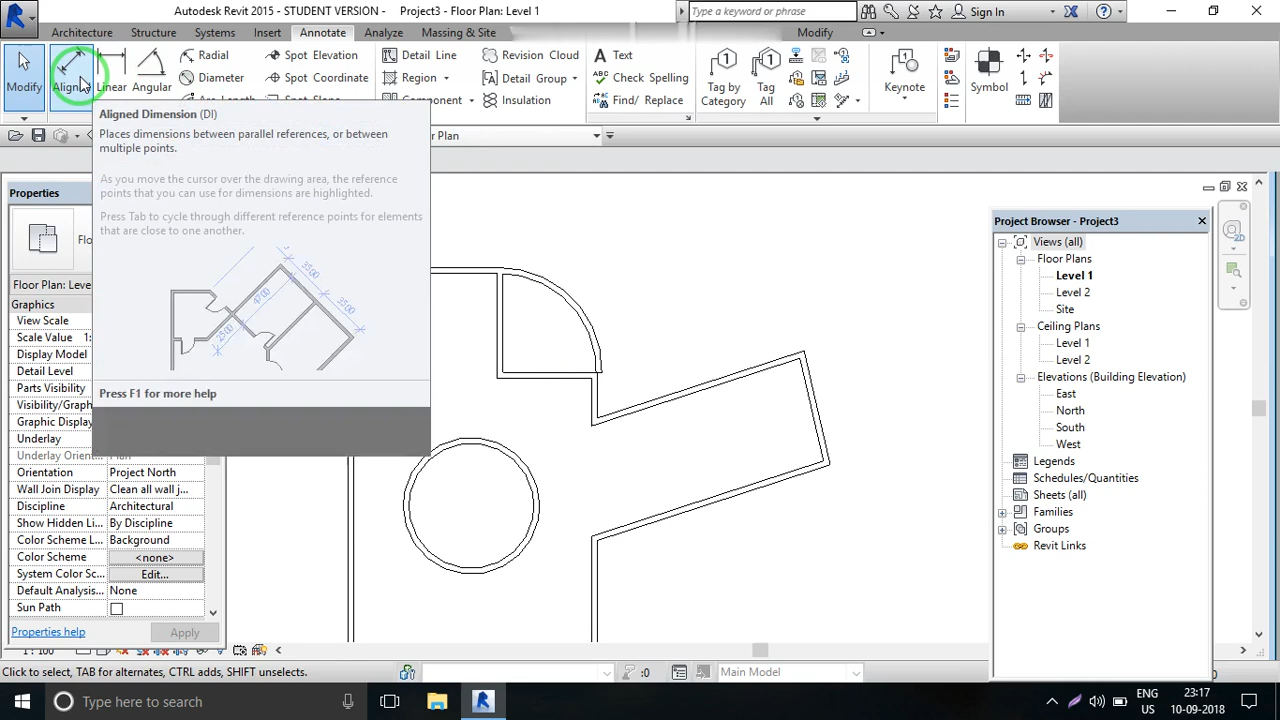 Autodesk Revit 2015 - STUDENT VERSION - Project3 - Floor Plan: Level 1
Type a keyword or phrase
Sign In
Architecture Structure Systems Insert Annotate Analyze Massing & Site Modify
Modify
Linear
Angular
Radial
Diameter
Spot Elevation
Spot Coordinate
Detail Line
Region
Component
Revision Cloud
Detail Group
Insulation
Text
Check Spelling
Find/ Replace
Tag by Category
Tag All
Keynote
Symbol
Aligned Dimension (DI)
Places dimensions between parallel references, or between
multiple points.
As you move the cursor over the drawing area, the reference
points that you can use for dimensions are highlighted.
Press Tab to cycle through different reference points for elements
that are close to one another.
3500
4700
3500
2500
Press F1 for more help
Plan
Properties
Floor Plan: Leve
Graphics
View Scale 1:
Scale Value 1:
Display Model
Detail Level
Parts Visibility
Visibility/Graph
Graphic Display
Underlay
Underlay Orien...
Orientation Project North
Wall Join Display Clean all wall j...
Discipline Architectural
Show Hidden Li... By Discipline
Color Scheme L... Background
Color Scheme <none>
System Color Sc... Edit...
Default Analysis... None
Sun Path
Properties help Apply
1 : 100
Project Browser - Project3
Views (all)
Floor Plans
Level 1
Level 2
Site
Ceiling Plans
Level 1
Level 2
Elevations (Building Elevation)
East
North
South
West
Legends
Schedules/Quantities
Sheets (all)
Families
Groups
Revit Links
2D
Click to select, TAB for alternates, CTRL adds, SHIFT unselects.
:0
Main Model
Type here to search
ENG
US
23:17
10-09-2018